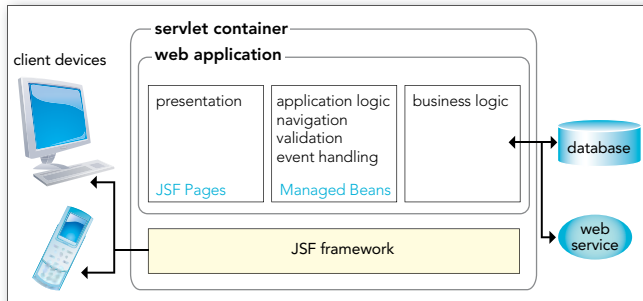 servlet container
web application
client devices
presentation
JSF Pages
application logic
navigation
validation
event handling
Managed Beans
business logic
database
web
service
JSF framework